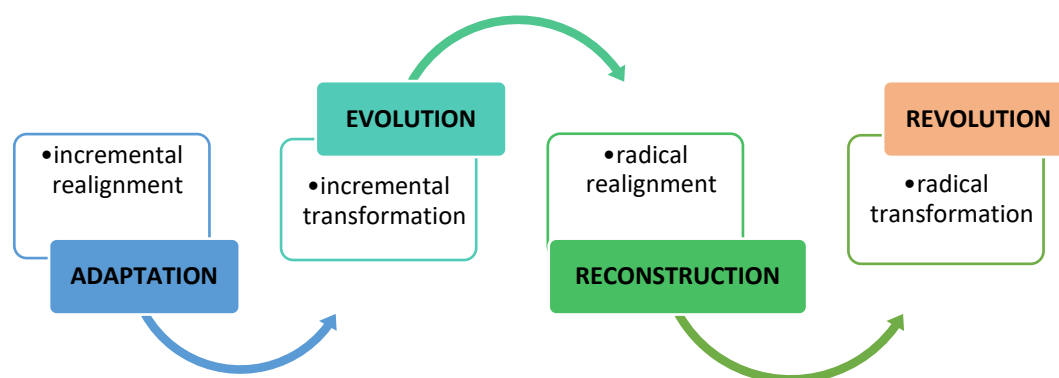 •incremental
realignment
ADAPTATION
EVOLUTION
•incremental
transformation
•radical
realignment
RECONSTRUCTION
REVOLUTION
•radical
transformation